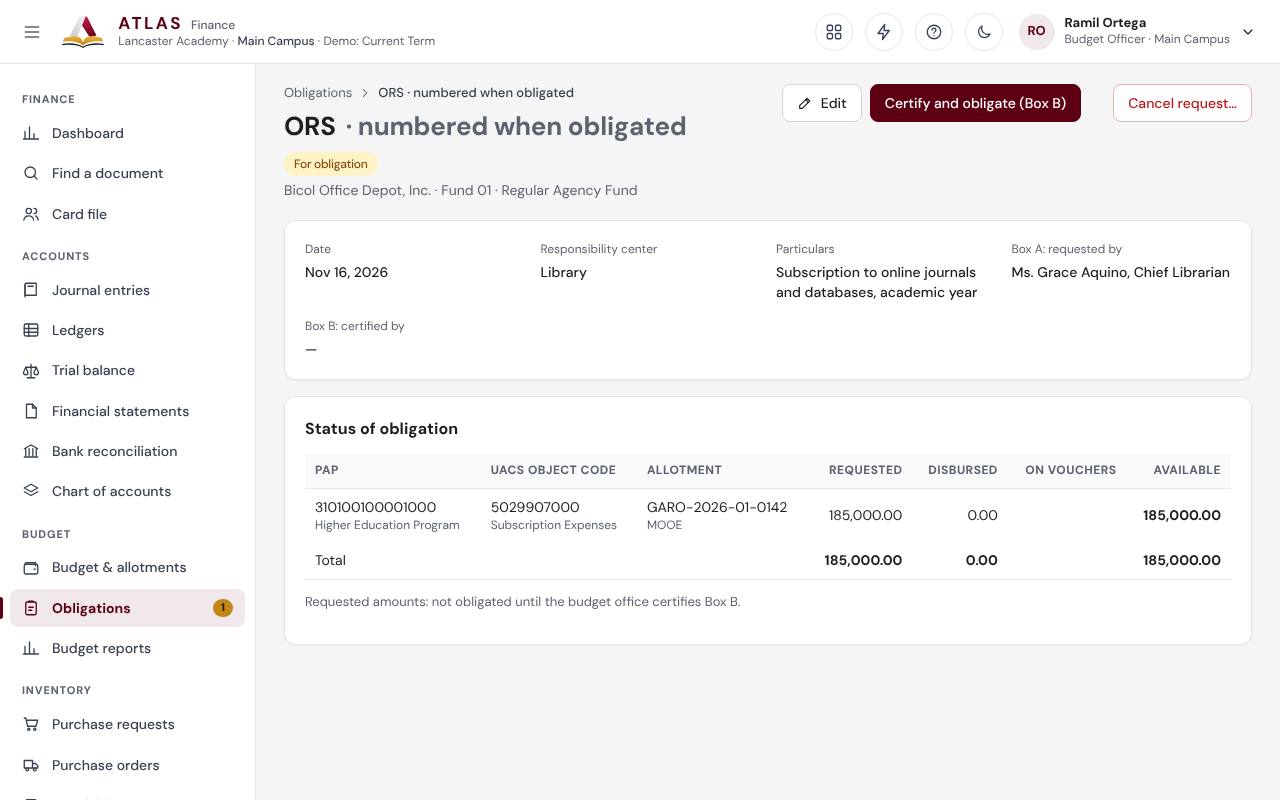 ATLAS Finance
Lancaster Academy · Main Campus · Demo: Current Term
RO
Ramil Ortega
Budget Officer · Main Campus
FINANCE
Dashboard
Find a document
Card file
ACCOUNTS
Journal entries
Ledgers
Trial balance
Financial statements
Bank reconciliation
Chart of accounts
BUDGET
Budget & allotments
Obligations 1
Budget reports
INVENTORY
Purchase requests
Purchase orders
Obligations > ORS · numbered when obligated
ORS · numbered when obligated
Edit
Certify and obligate (Box B)
Cancel request...
For obligation
Bicol Office Depot, Inc. · Fund 01 · Regular Agency Fund
Date
Nov 16, 2026
Responsibility center
Library
Particulars
Subscription to online journals
and databases, academic year
Box A: requested by
Ms. Grace Aquino, Chief Librarian
Box B: certified by
—
Status of obligation
PAP UACS OBJECT CODE ALLOTMENT REQUESTED DISBURSED ON VOUCHERS AVAILABLE
310100100001000 5029907000 GARO-2026-01-0142 185,000.00 0.00 185,000.00
Higher Education Program Subscription Expenses MOOE
Total 185,000.00 0.00 185,000.00
Requested amounts: not obligated until the budget office certifies Box B.